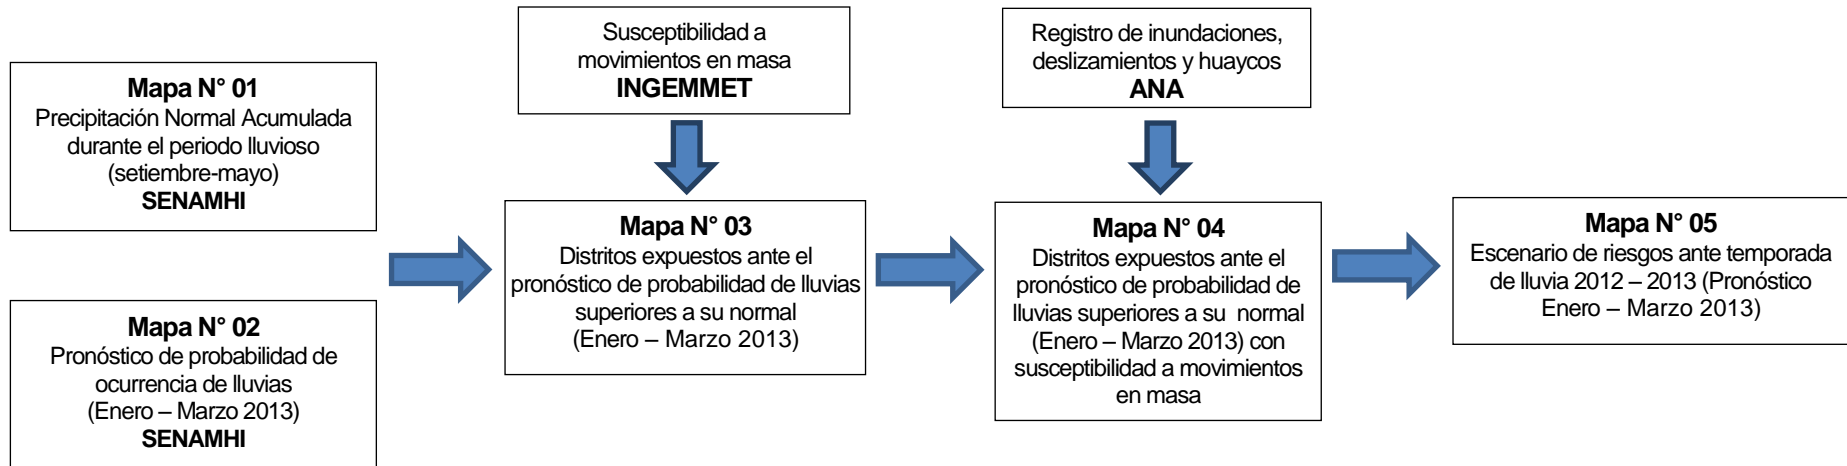 Mapa N° 01
Precipitación Normal Acumulada
durante el periodo lluvioso
(setiembre-mayo)
SENAMHI
Mapa N° 02
Pronóstico de probabilidad de
ocurrencia de lluvias
(Enero – Marzo 2013)
SENAMHI
Susceptibilidad a
movimientos en masa
INGEMMET
Mapa N° 03
Distritos expuestos ante el
pronóstico de probabilidad de lluvias
superiores a su normal
(Enero – Marzo 2013)
Registro de inundaciones,
deslizamientos y huaycos
ANA
Mapa N° 04
Distritos expuestos ante el
pronóstico de probabilidad de
lluvias superiores a su normal
(Enero – Marzo 2013) con
susceptibilidad a movimientos
en masa
Mapa N° 05
Escenario de riesgos ante temporada
de lluvia 2012 – 2013 (Pronóstico
Enero – Marzo 2013)